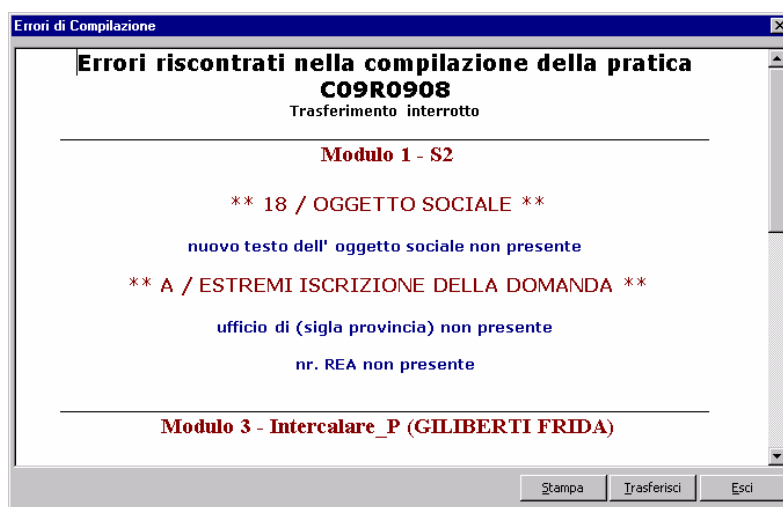 Errori di Compilazione
Errori riscontrati nella compilazione della pratica
C09R0908
Trasferimento interrotto
Modulo 1 - S2
** 18 / OGGETTO SOCIALE **
nuovo testo dell' oggetto sociale non presente
** A / ESTREMI ISCRIZIONE DELLA DOMANDA **
ufficio di (sigla provincia) non presente
nr. REA non presente
Modulo 3 - Intercalare_P (GILIBERTI FRIDA)
Stampa Trasferisci Esci